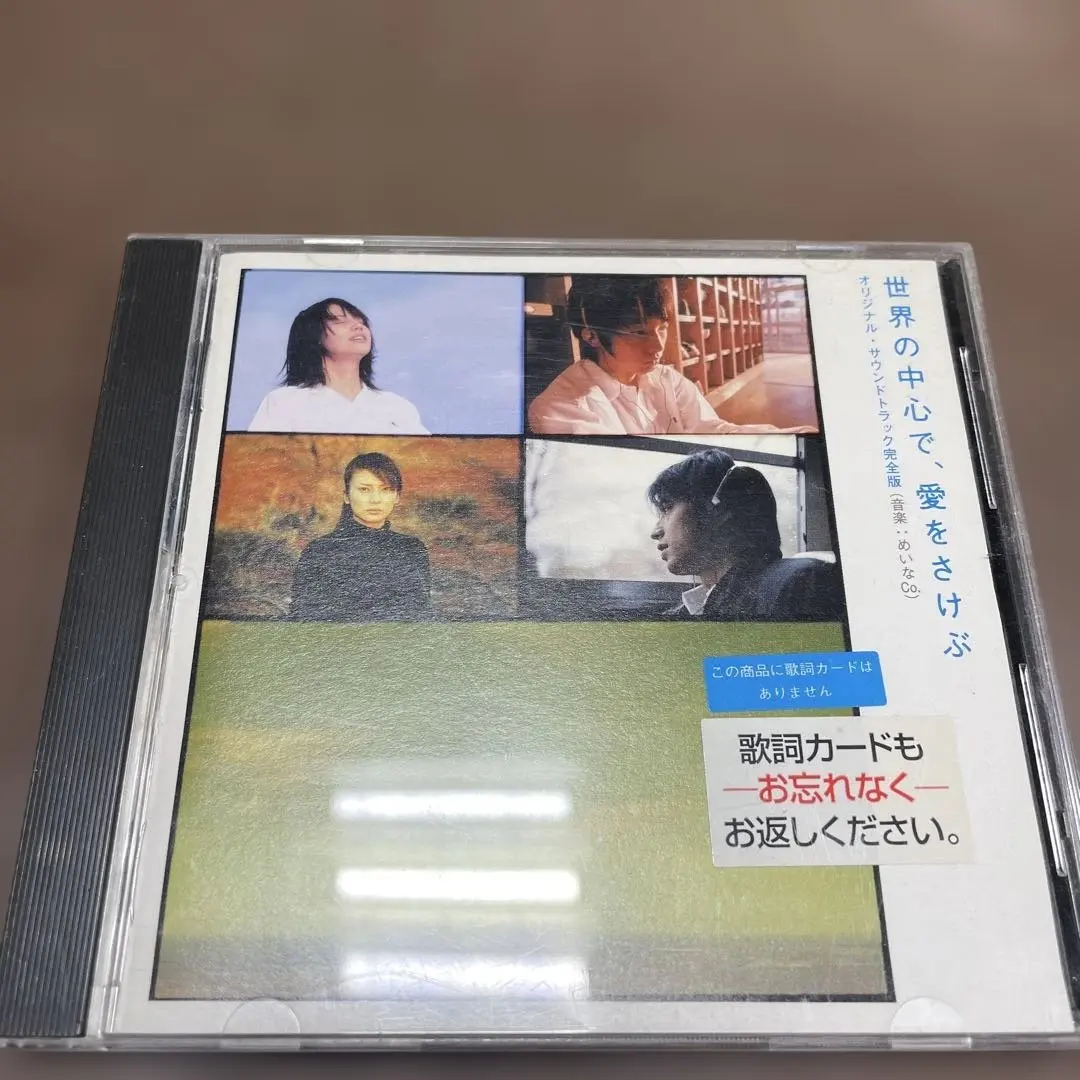 世界の中心で、愛をさけぶ
オリジナル・サウンドトラック完全版(音楽:めいなCo.)
この商品に歌詞カードは
ありません
歌詞カードも
―お忘れなく―
お返しください。